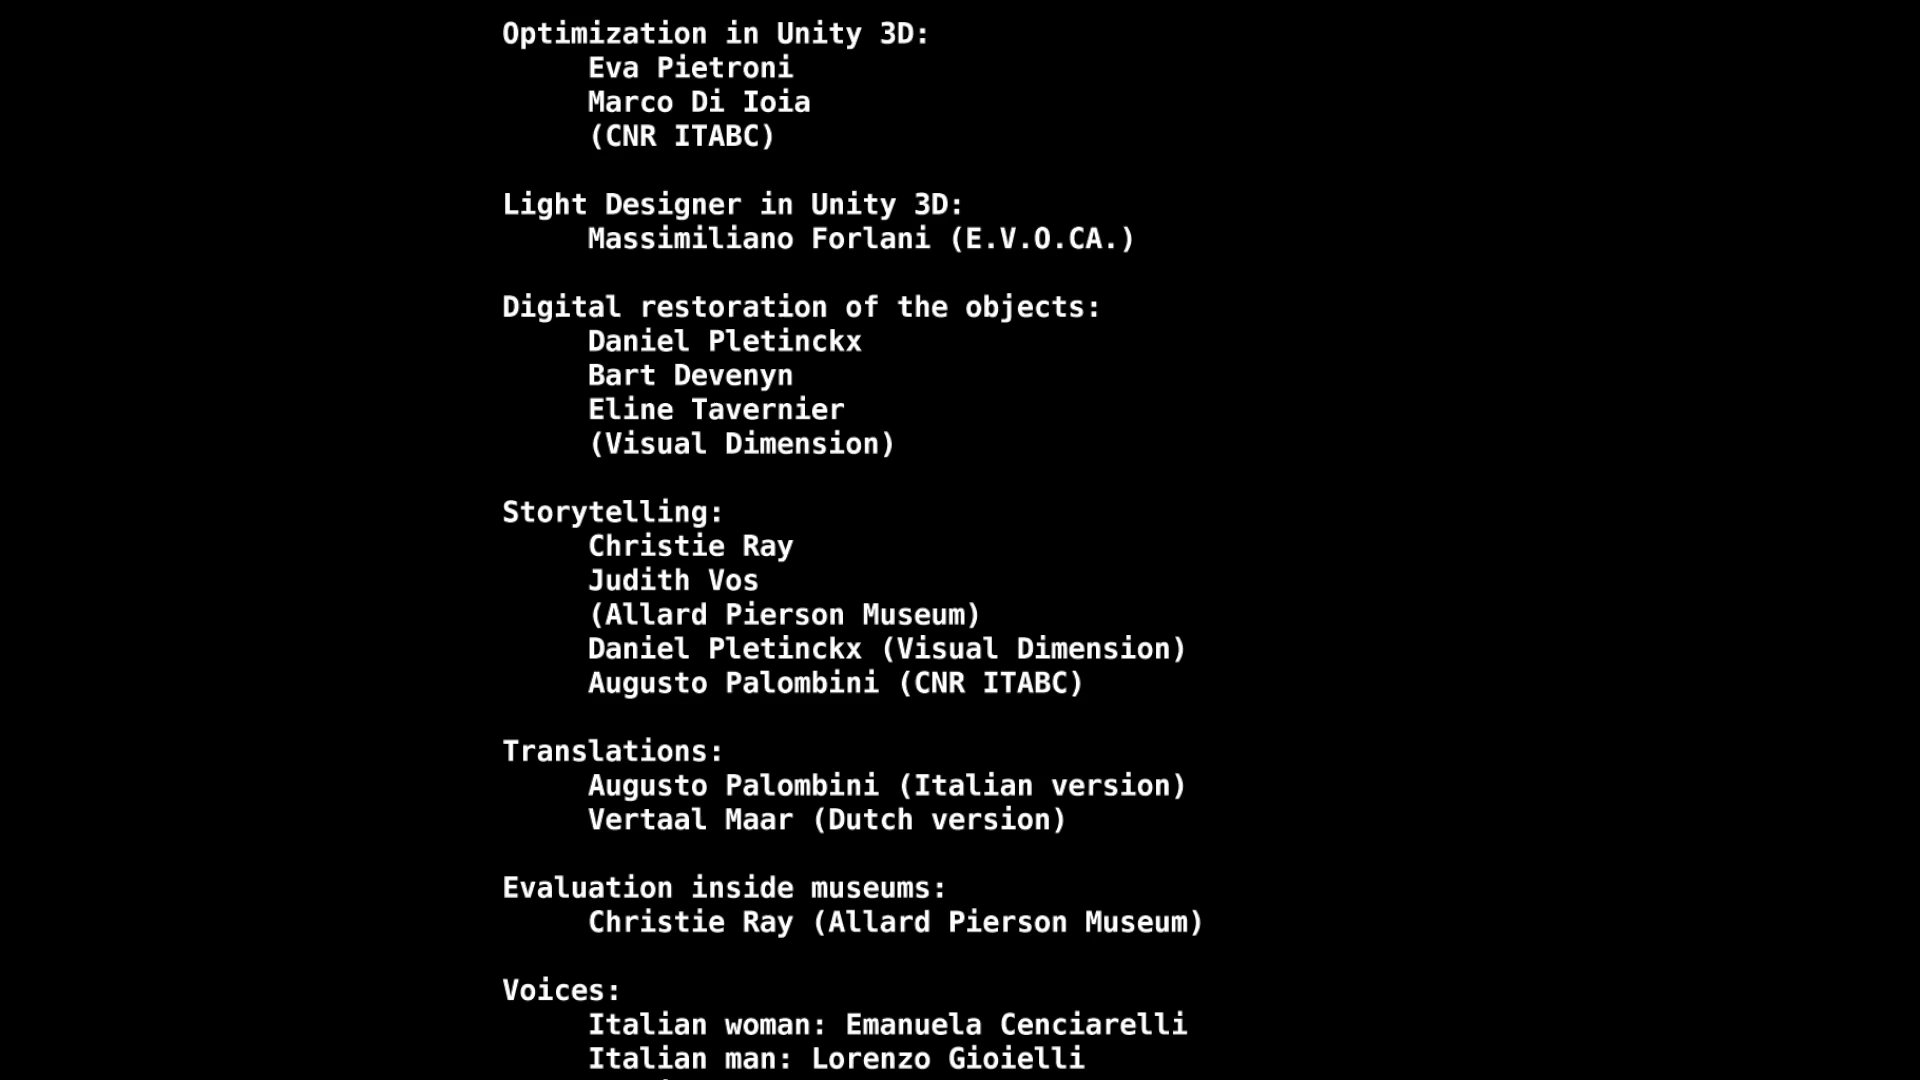 Optimization in Unity 3D:
Eva Pietroni
Marco Di Ioia
(CNR ITABC)
Light Designer in Unity 3D:
Massimiliano Forlani (E.V.O.CA.)
Digital restoration of the objects:
Daniel Pletinckx
Bart Devenyn
Eline Tavernier
(Visual Dimension)
Storytelling:
Christie Ray
Judith Vos
(Allard Pierson Museum)
Daniel Pletinckx (Visual Dimension)
Augusto Palombini (CNR ITABC)
Translations:
Augusto Palombini (Italian version)
Vertaal Maar (Dutch version)
Evaluation inside museums:
Christie Ray (Allard Pierson Museum)
Voices:
Italian woman: Emanuela Cenciarelli
Italian man: Lorenzo Gioielli